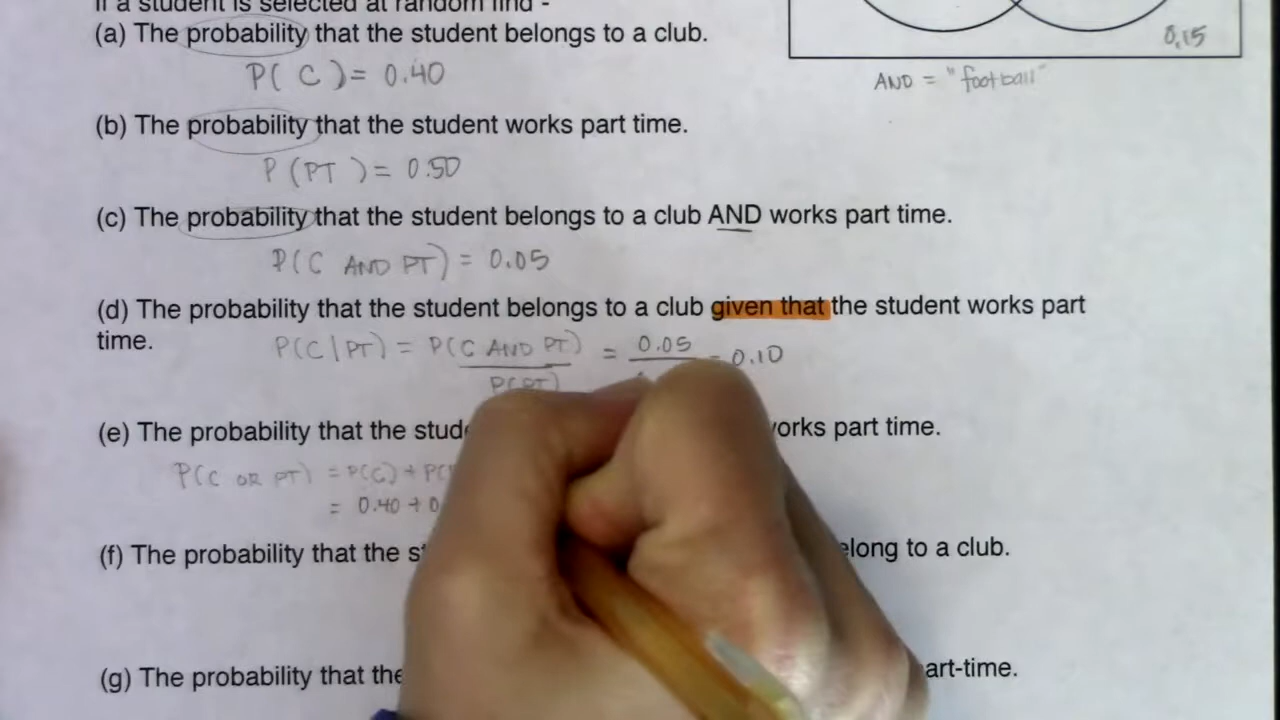 If a student is selected at random find -
(a) The probability that the student belongs to a club.
0.15
P( C ) = 0.40
AND = "football"
(b) The probability that the student works part time.
P (PT ) = 0.50
(c) The probability that the student belongs to a club AND works part time.
P(C AND PT) = 0.05
(d) The probability that the student belongs to a club given that the student works part
time.
P(C|PT) = P(C AND PT) = 0.05 = 0.10
P(PT)
(e) The probability that the works part time.
P(C OR PT) = P(C) +
= 0.40 +
(f) The probability that the belong to a club.
(g) The probability that the part-time.